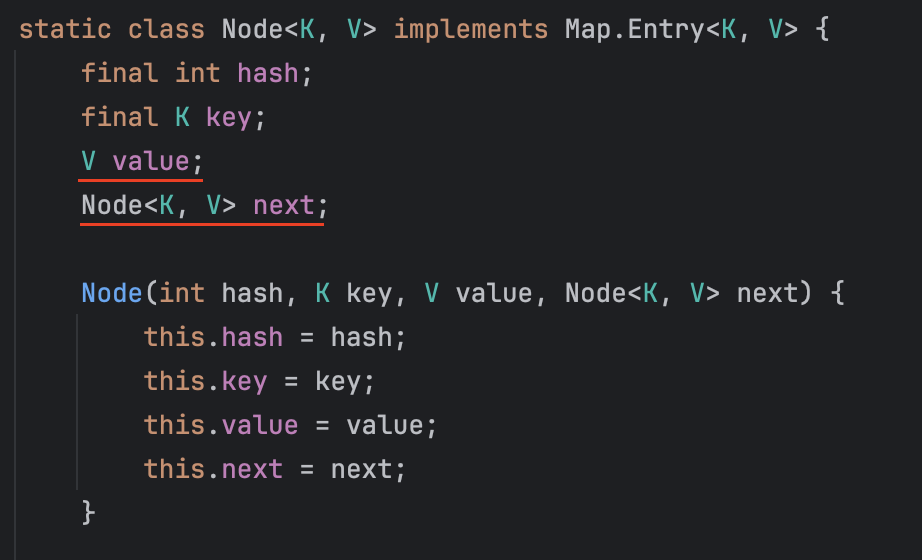 static class Node<K, V> implements Map.Entry<K, V> {
    final int hash;
    final K key;
    V value;
    Node<K, V> next;
    Node(int hash, K key, V value, Node<K, V> next) {
        this.hash = hash;
        this.key = key;
        this.value = value;
        this.next = next;
    }